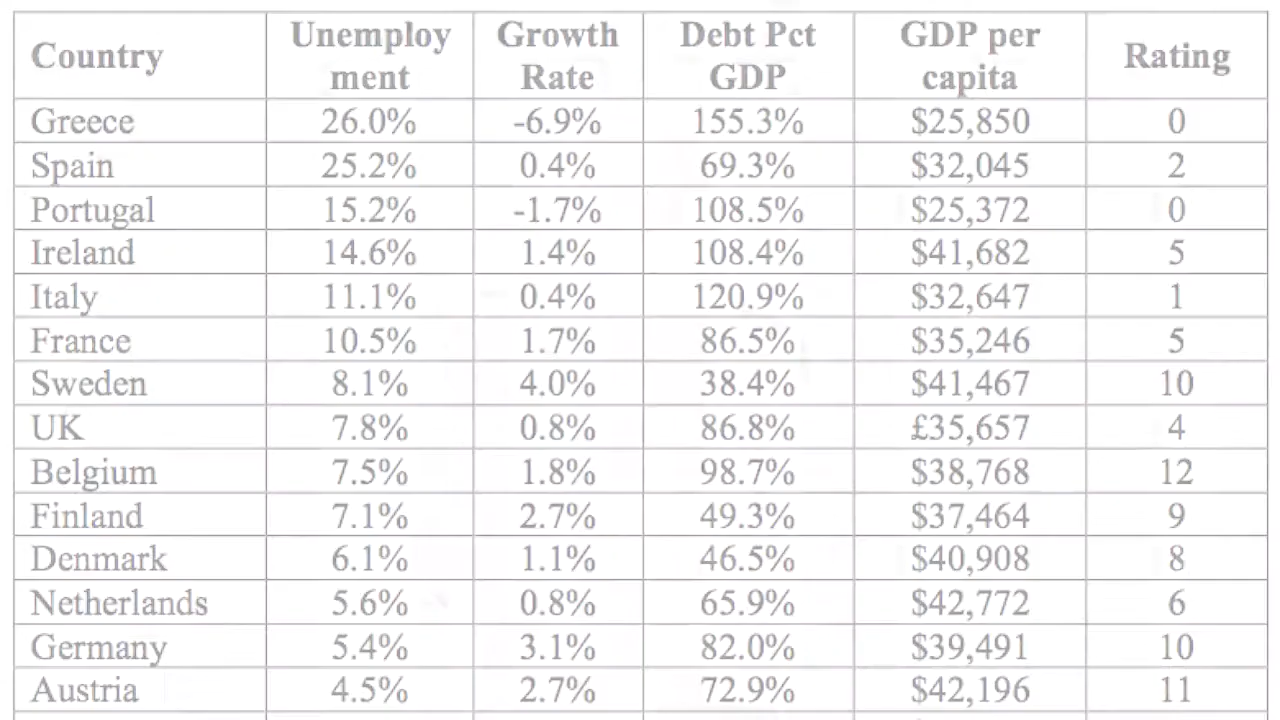 Country Unemploy ment Growth Rate Debt Pct GDP GDP per capita Rating
Greece 26.0% -6.9% 155.3% $25,850 0
Spain 25.2% 0.4% 69.3% $32,045 2
Portugal 15.2% -1.7% 108.5% $25,372 0
Ireland 14.6% 1.4% 108.4% $41,682 5
Italy 11.1% 0.4% 120.9% $32,647 1
France 10.5% 1.7% 86.5% $35,246 5
Sweden 8.1% 4.0% 38.4% $41,467 10
UK 7.8% 0.8% 86.8% £35,657 4
Belgium 7.5% 1.8% 98.7% $38,768 12
Finland 7.1% 2.7% 49.3% $37,464 9
Denmark 6.1% 1.1% 46.5% $40,908 8
Netherlands 5.6% 0.8% 65.9% $42,772 6
Germany 5.4% 3.1% 82.0% $39,491 10
Austria 4.5% 2.7% 72.9% $42,196 11